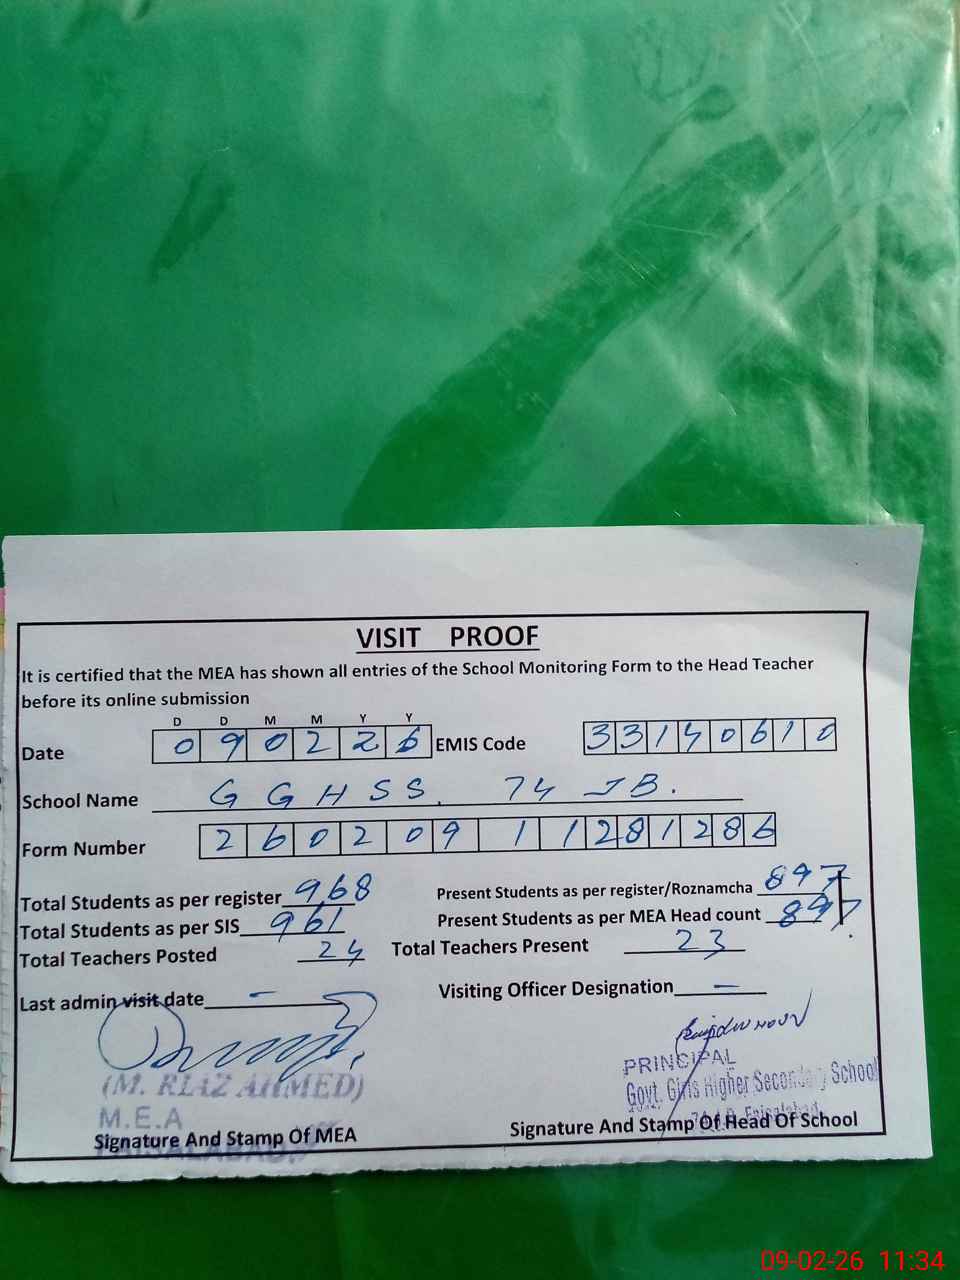 VISIT PROOF
It is certified that the MEA has shown all entries of the School Monitoring Form to the Head Teacher
before its online submission
D D M M Y Y
Date 0 9 0 2 2 6 EMIS Code 3 3 1 4 0 6 1 0
School Name G G H S S. 74 JB.
Form Number 2 6 0 2 0 9 1 1 2 8 1 2 8 6
Total Students as per register 968 Present Students as per register/Roznamcha 897
Total Students as per SIS 961 Present Students as per MEA Head count 897
Total Teachers Posted 24 Total Teachers Present 23
Last admin visit date - Visiting Officer Designation -
PRINCIPAL
(M. RIAZ AHMED) Govt. Girls Higher Secondary School
M.E.A 74 J.B, Faisalabad
Signature And Stamp Of MEA Signature And Stamp Of Head Of School
FAISALABAD.
09-02-26 11:34